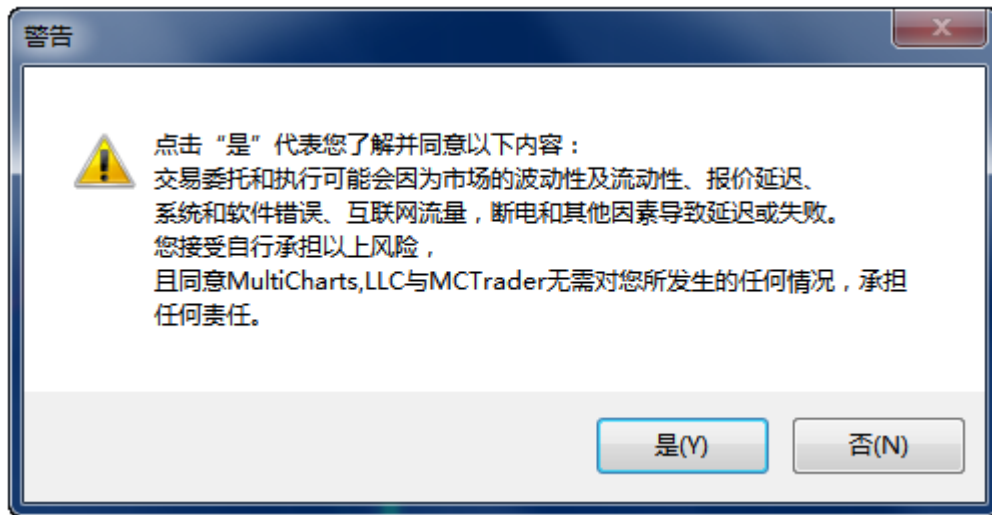 警告
点击“是”代表您了解并同意以下内容：
交易委托和执行可能会因为市场的波动性及流动性、报价延迟、
系统和软件错误、互联网流量，断电和其他因素导致延迟或失败。
您接受自行承担以上风险，
且同意MultiCharts,LLC与MCTrader无需对您所发生的任何情况，承担
任何责任。
是(Y) 否(N)